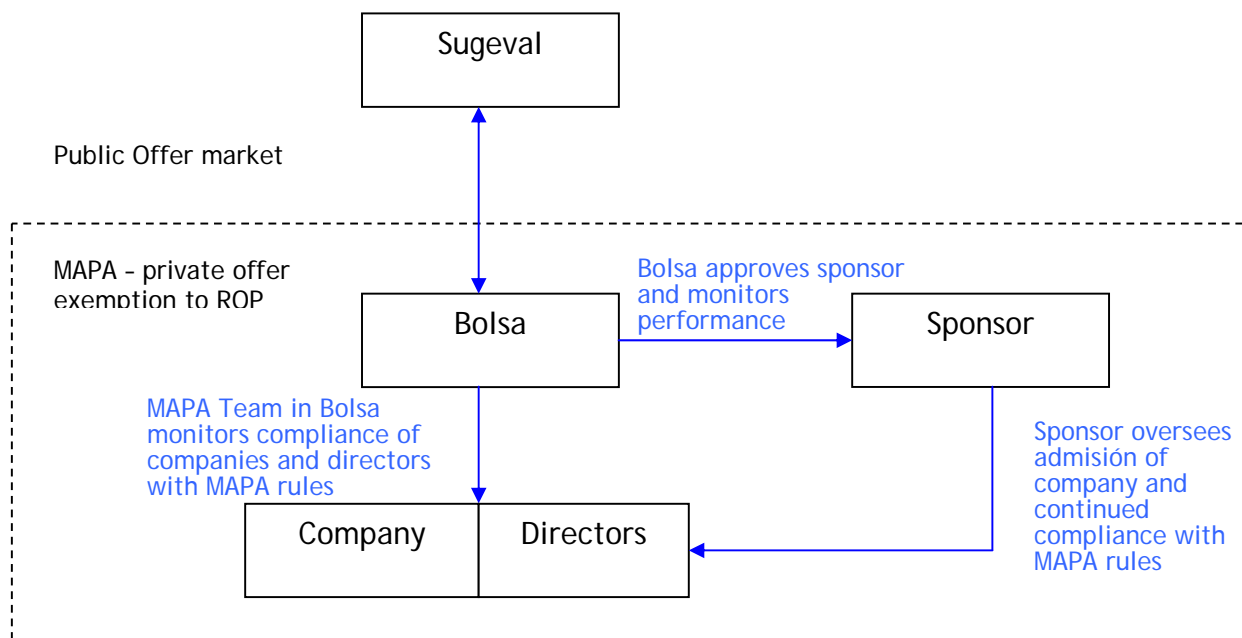 Sugeval
Public Offer market
MAPA - private offer
exemption to ROP
Bolsa approves sponsor
and monitors
performance
Bolsa
Sponsor
MAPA Team in Bolsa
monitors compliance of
companies and directors
with MAPA rules
Sponsor oversees
admisión of
company and
continued
compliance with
MAPA rules
Company
Directors